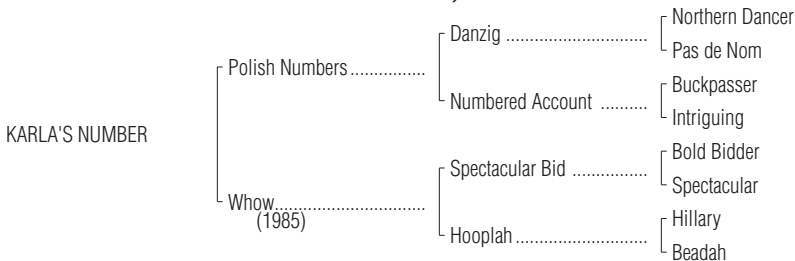 Northern Dancer
Danzig ..............................
Pas de Nom
Polish Numbers................
Buckpasser
Numbered Account ..........
Intriguing
KARLA'S NUMBER
Bold Bidder
Spectacular Bid ................
Spectacular
Whow................................
(1985)
Hillary
Hooplah............................
Beadah